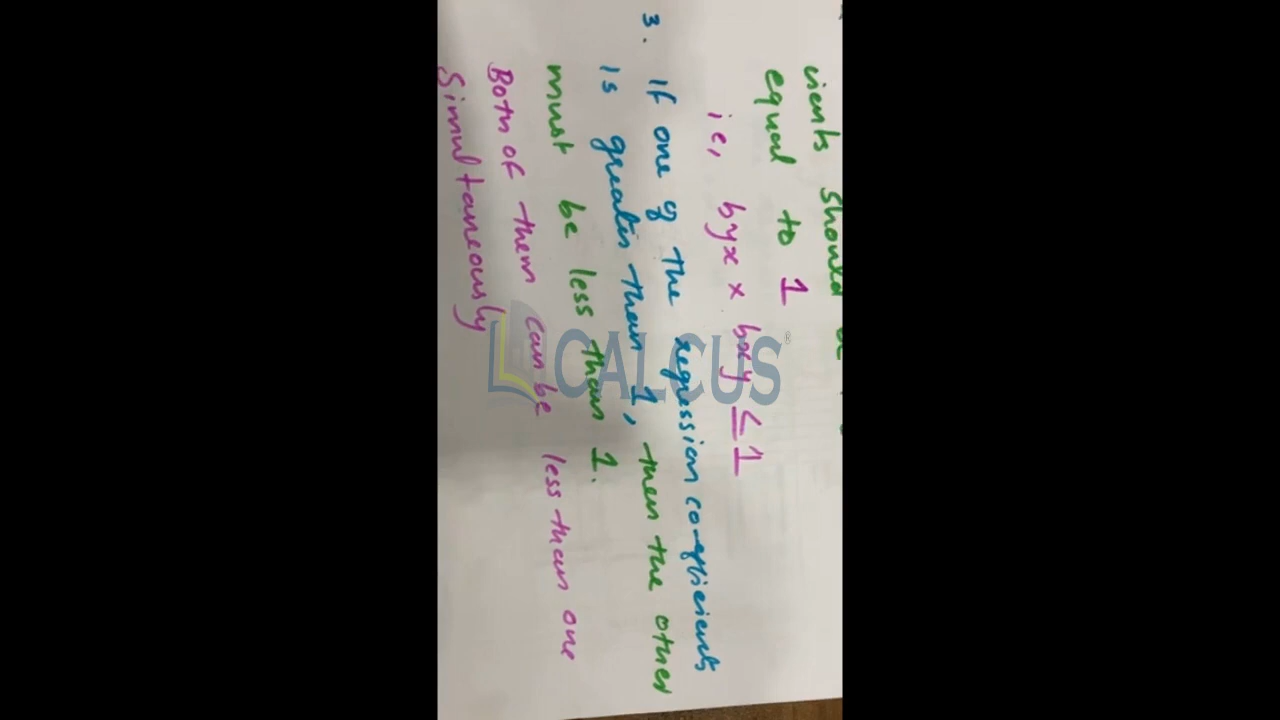 cients should be
equal to 1
ie, byx × bxy ≤ 1
3. If one of the regression co-efficients
is greater than 1, then the other
must be less than 1.
Both of them can be less than one
Simultaneously
CALCUS